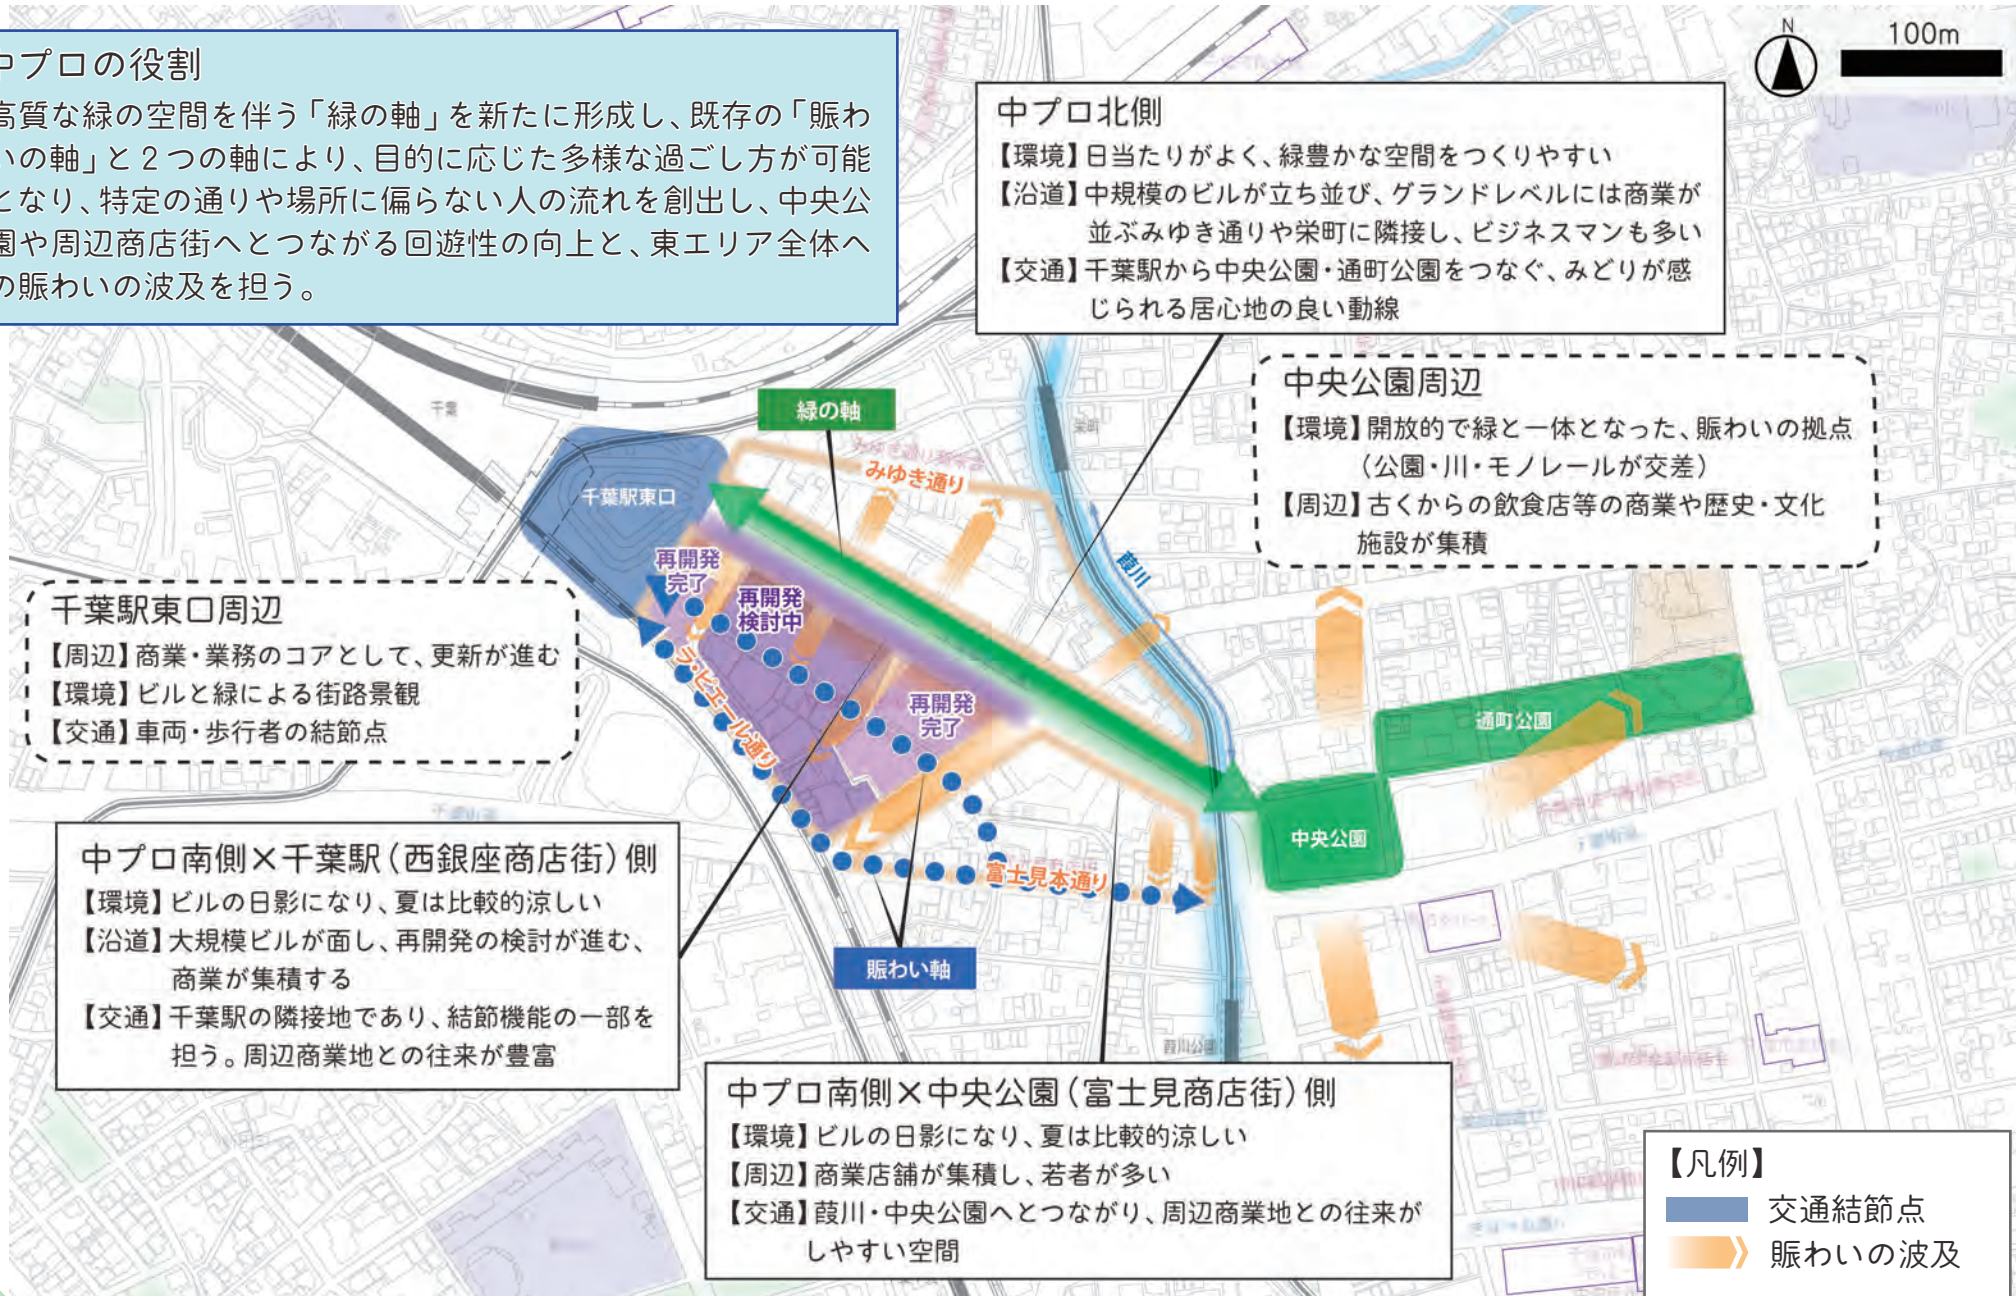 中プロの役割
高質な緑の空間を伴う「緑の軸」を新たに形成し、既存の「賑わ
いの軸」と2つの軸により、目的に応じた多様な過ごし方が可能
となり、特定の通りや場所に偏らない人の流れを創出し、中央公
園や周辺商店街へとつながる回遊性の向上と、東エリア全体へ
の賑わいの波及を担う。
N
100m
中プロ北側
【環境】日当たりがよく、緑豊かな空間をつくりやすい
【沿道】中規模のビルが立ち並び、グランドレベルには商業が
並ぶみゆき通りや栄町に隣接し、ビジネスマンも多い
【交通】千葉駅から中央公園・通町公園をつなぐ、みどりが感
じられる居心地の良い動線
中央公園周辺
【環境】開放的で緑と一体となった、賑わいの拠点
(公園・川・モノレールが交差)
【周辺】古くからの飲食店等の商業や歴史・文化
施設が集積
千葉
緑の軸
栄町
みゆき通り
千葉駅東口
葭川
再開発
完了
再開発
検討中
千葉駅東口周辺
【周辺】商業・業務のコアとして、更新が進む
【環境】ビルと緑による街路景観
【交通】車両・歩行者の結節点
ラ・ピエール通り
再開発
完了
通町公園
中央公園
富士見本通り
賑わい軸
中プロ南側×千葉駅(西銀座商店街)側
【環境】ビルの日影になり、夏は比較的涼しい
【沿道】大規模ビルが面し、再開発の検討が進む、
商業が集積する
【交通】千葉駅の隣接地であり、結節機能の一部を
担う。周辺商業地との往来が豊富
葭川公園
中プロ南側×中央公園(富士見商店街)側
【環境】ビルの日影になり、夏は比較的涼しい
【周辺】商業店舗が集積し、若者が多い
【交通】葭川・中央公園へとつながり、周辺商業地との往来が
しやすい空間
【凡例】
交通結節点
賑わいの波及